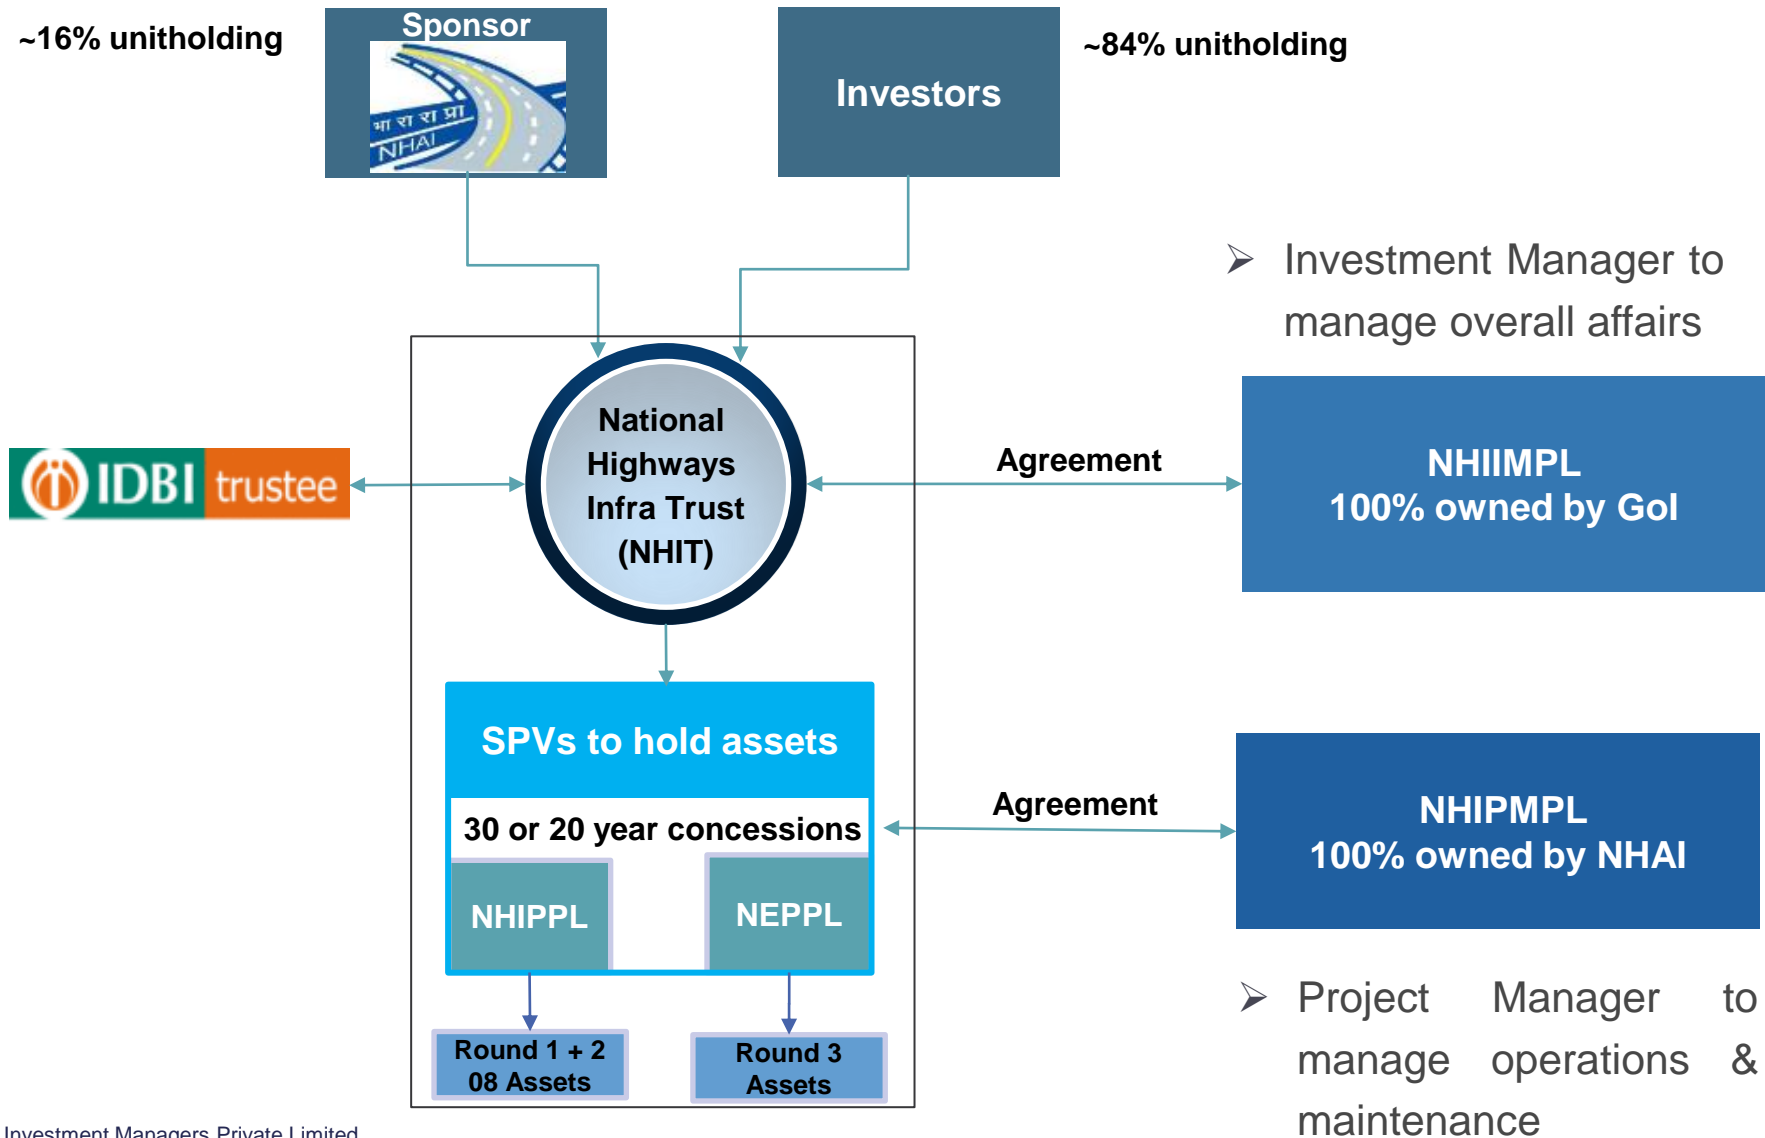 ~16% unitholding
Sponsor
भा रा रा प्रा
NHAI
Investors
~84% unitholding
➢ Investment Manager to
manage overall affairs
National
Highways
Infra Trust
(NHIT)
IDBI trustee
Agreement
NHIIMPL
100% owned by GoI
SPVs to hold assets
30 or 20 year concessions
NHIPPL
NEPPL
Agreement
NHIPMPL
100% owned by NHAI
Round 1 + 2
08 Assets
Round 3
Assets
➢ Project Manager to
manage operations &
maintenance
Investment Managers Private Limited